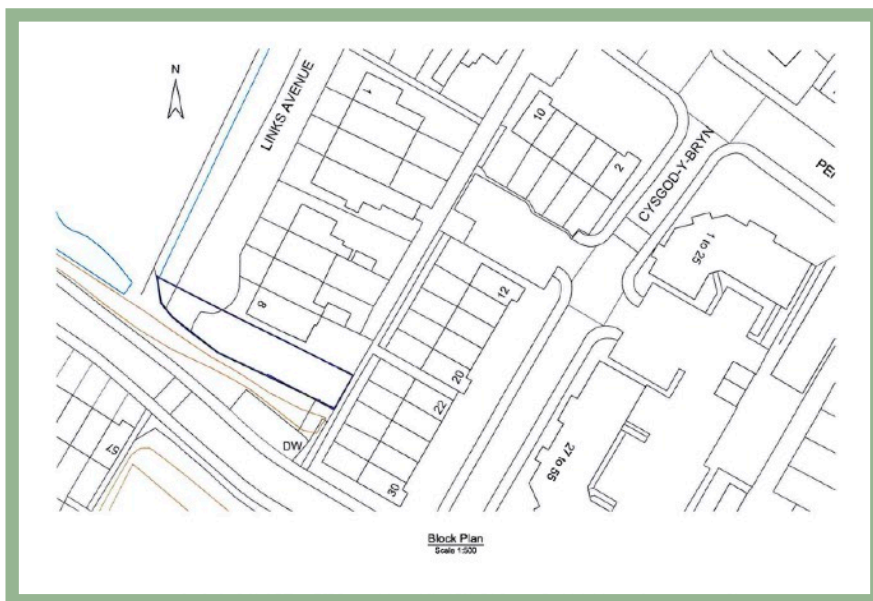 N
LINKS AVENUE
1
10
2
CYSGOD-Y-BRYN
PE
1 to 25
8
12
20
22
DW
57
30
27 to 55
Block Plan
Scale 1:500